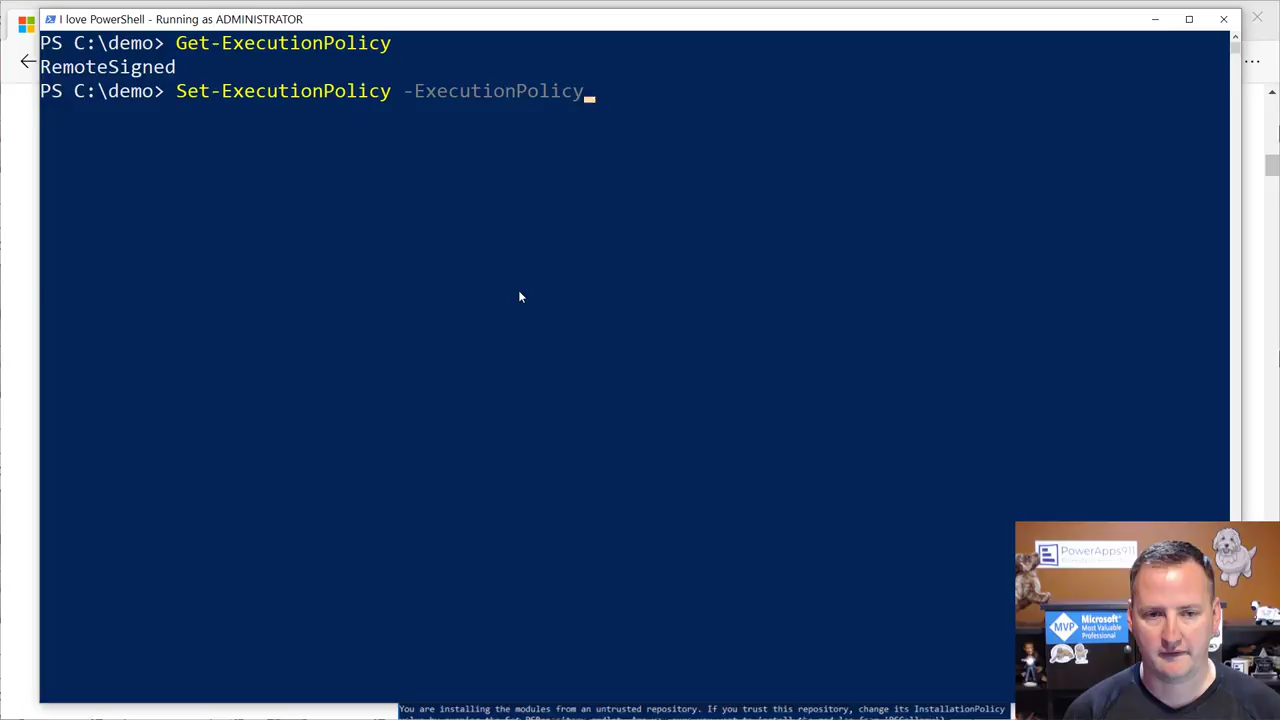 I love PowerShell - Running as ADMINISTRATOR
PS C:\demo> Get-ExecutionPolicy
RemoteSigned
PS C:\demo> Set-ExecutionPolicy -ExecutionPolicy
PowerApps911
MVP
Microsoft
Most Valuable
Professional
You are installing the modules from an untrusted repository. If you trust this repository, change its InstallationPolicy